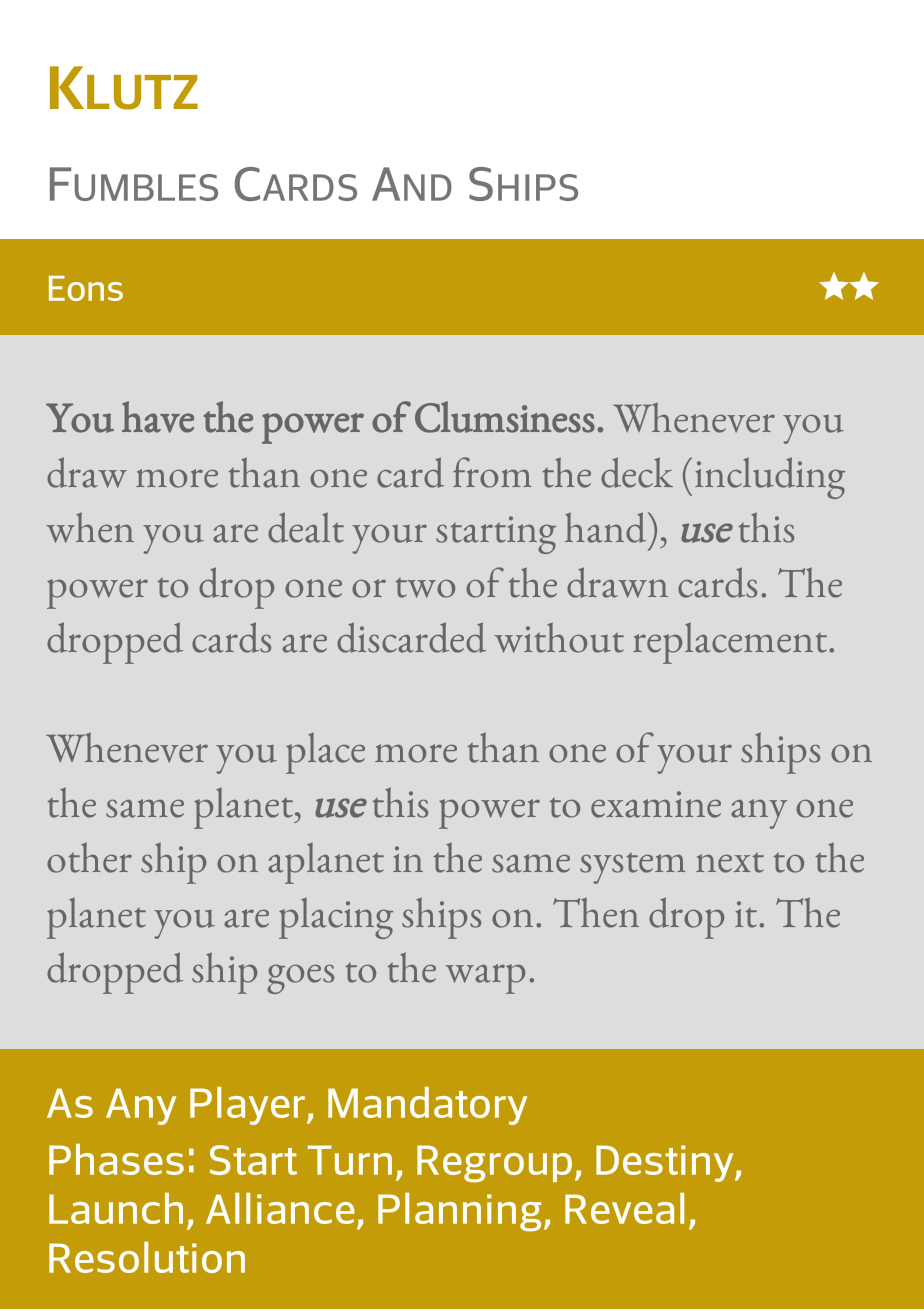 Klutz
Fumbles Cards And Ships
Eons ★★
You have the power of Clumsiness. Whenever you
draw more than one card from the deck (including
when you are dealt your starting hand), use this
power to drop one or two of the drawn cards. The
dropped cards are discarded without replacement.
Whenever you place more than one of your ships on
the same planet, use this power to examine any one
other ship on aplanet in the same system next to the
planet you are placing ships on. Then drop it. The
dropped ship goes to the warp.
As Any Player, Mandatory
Phases: Start Turn, Regroup, Destiny,
Launch, Alliance, Planning, Reveal,
Resolution